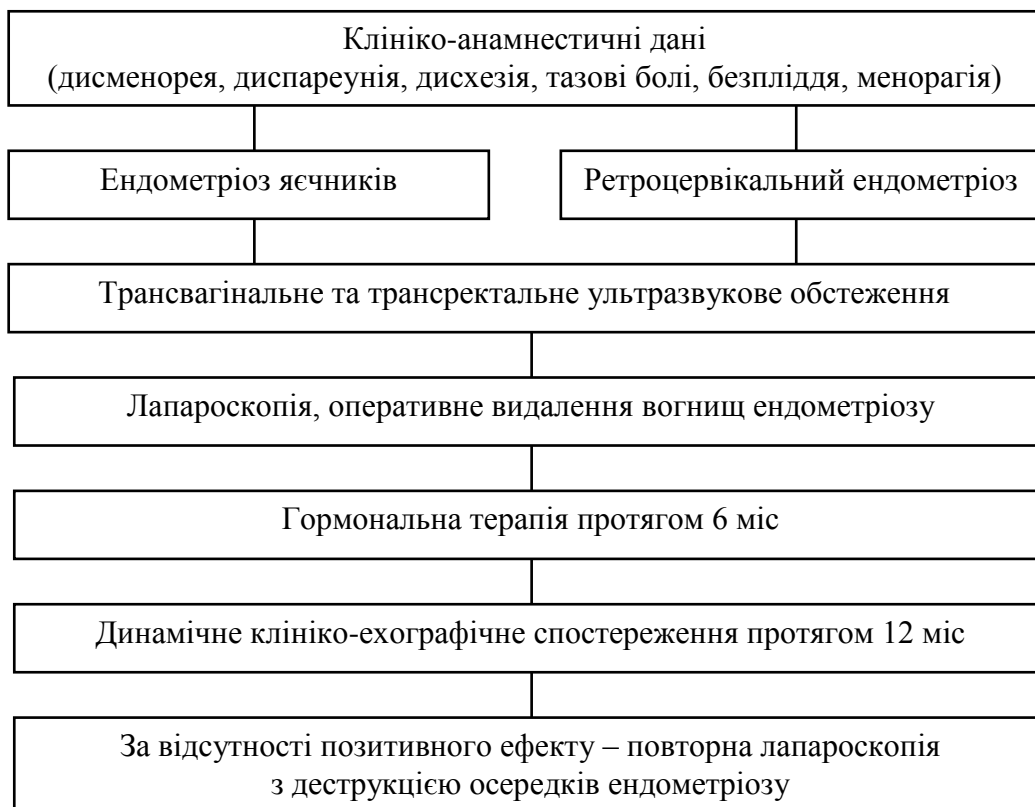 Клініко-анамнестичні дані
(дисменорея, диспареунія, дисхезія, тазові болі, безпліддя, менорагія)
Ендометріоз яєчників
Ретроцервікальний ендометріоз
Трансвагінальне та трансректальне ультразвукове обстеження
Лапароскопія, оперативне видалення вогнищ ендометріозу
Гормональна терапія протягом 6 міс
Динамічне клініко-ехографічне спостереження протягом 12 міс
За відсутності позитивного ефекту – повторна лапароскопія
з деструкцією осередків ендометріозу